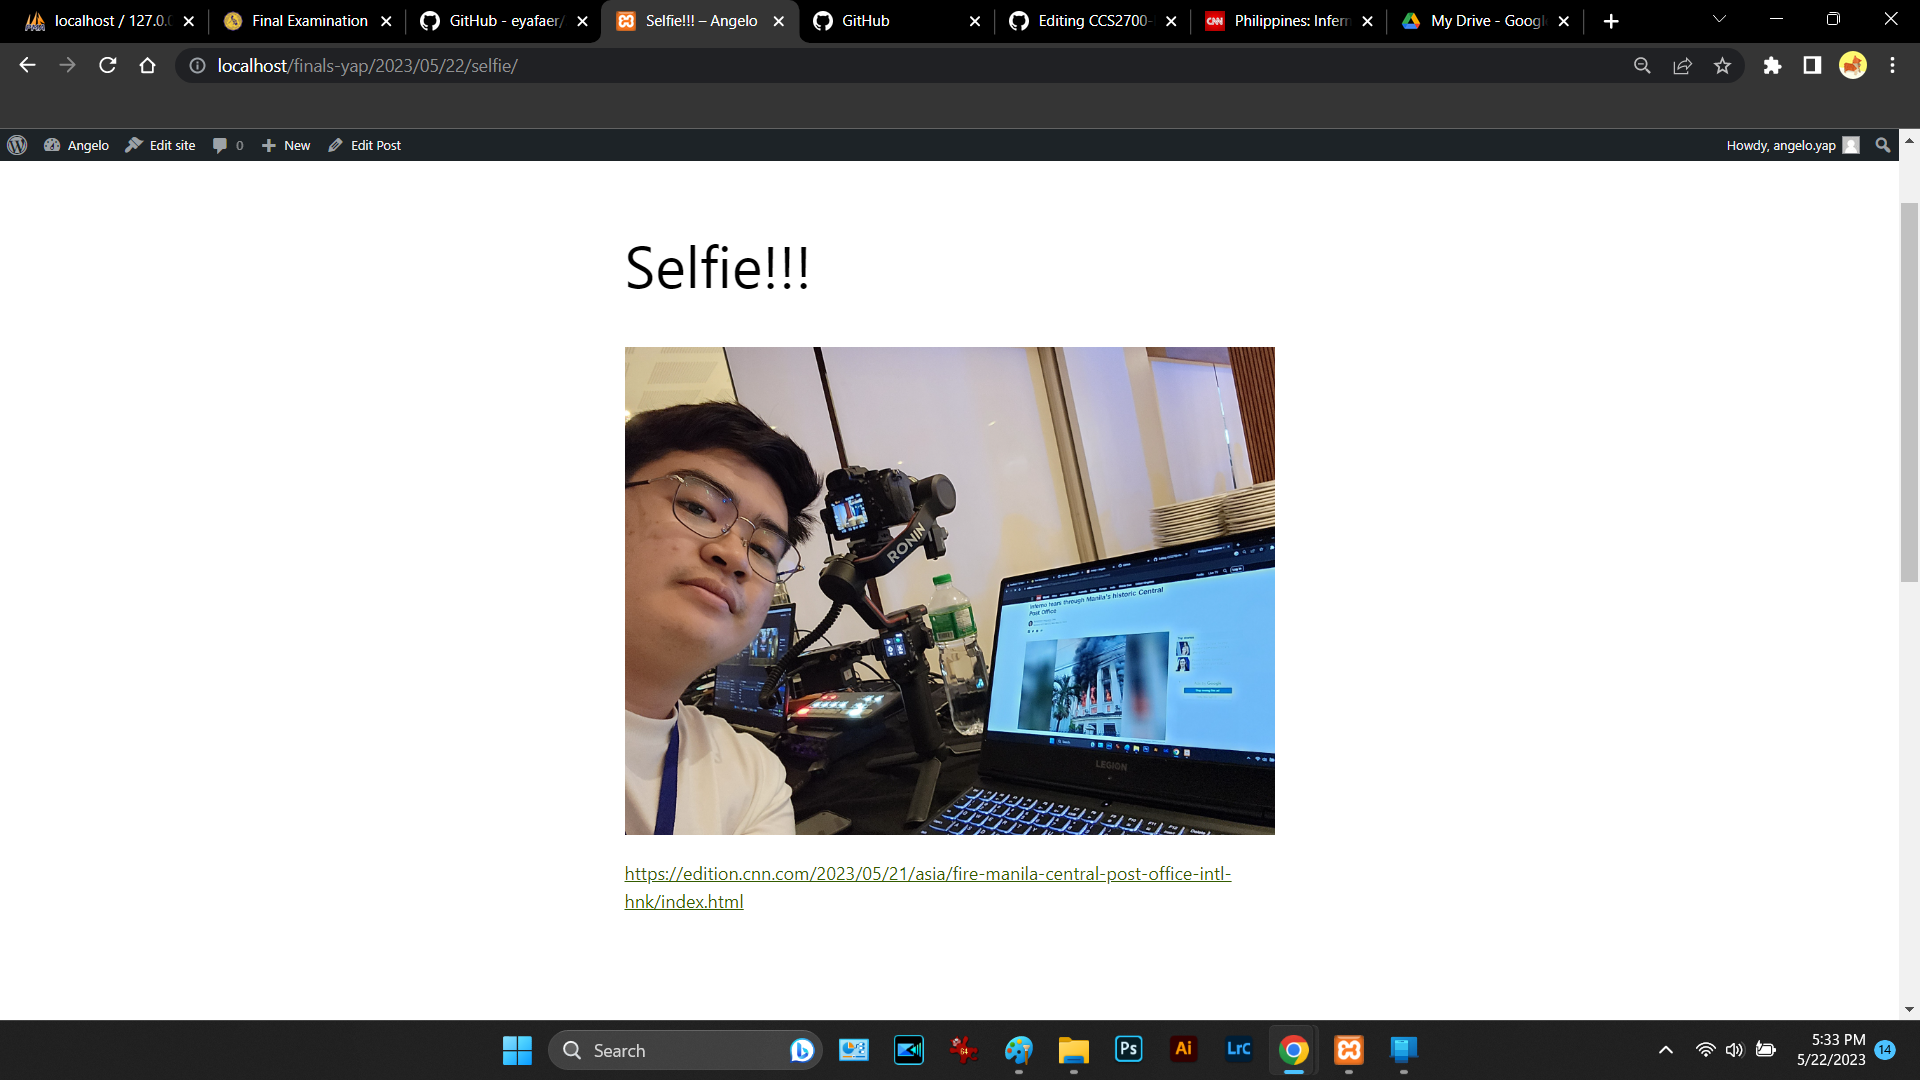 localhost / 127.0.0
Final Examination
GitHub - eyafaer/
Selfie!!! – Angelo
GitHub
Editing CCS2700-
CNN
Philippines: Infern
My Drive - Googl
localhost/finals-yap/2023/05/22/selfie/
Angelo
Edit site
0
New
Edit Post
Howdy, angelo.yap
Selfie!!!
RONIN
Inferno tears through Manila's historic Central
Post Office
LEGION
https://edition.cnn.com/2023/05/21/asia/fire-manila-central-post-office-intl-
hnk/index.html
Search
Ps
Ai
LrC
5:33 PM
5/22/2023
14